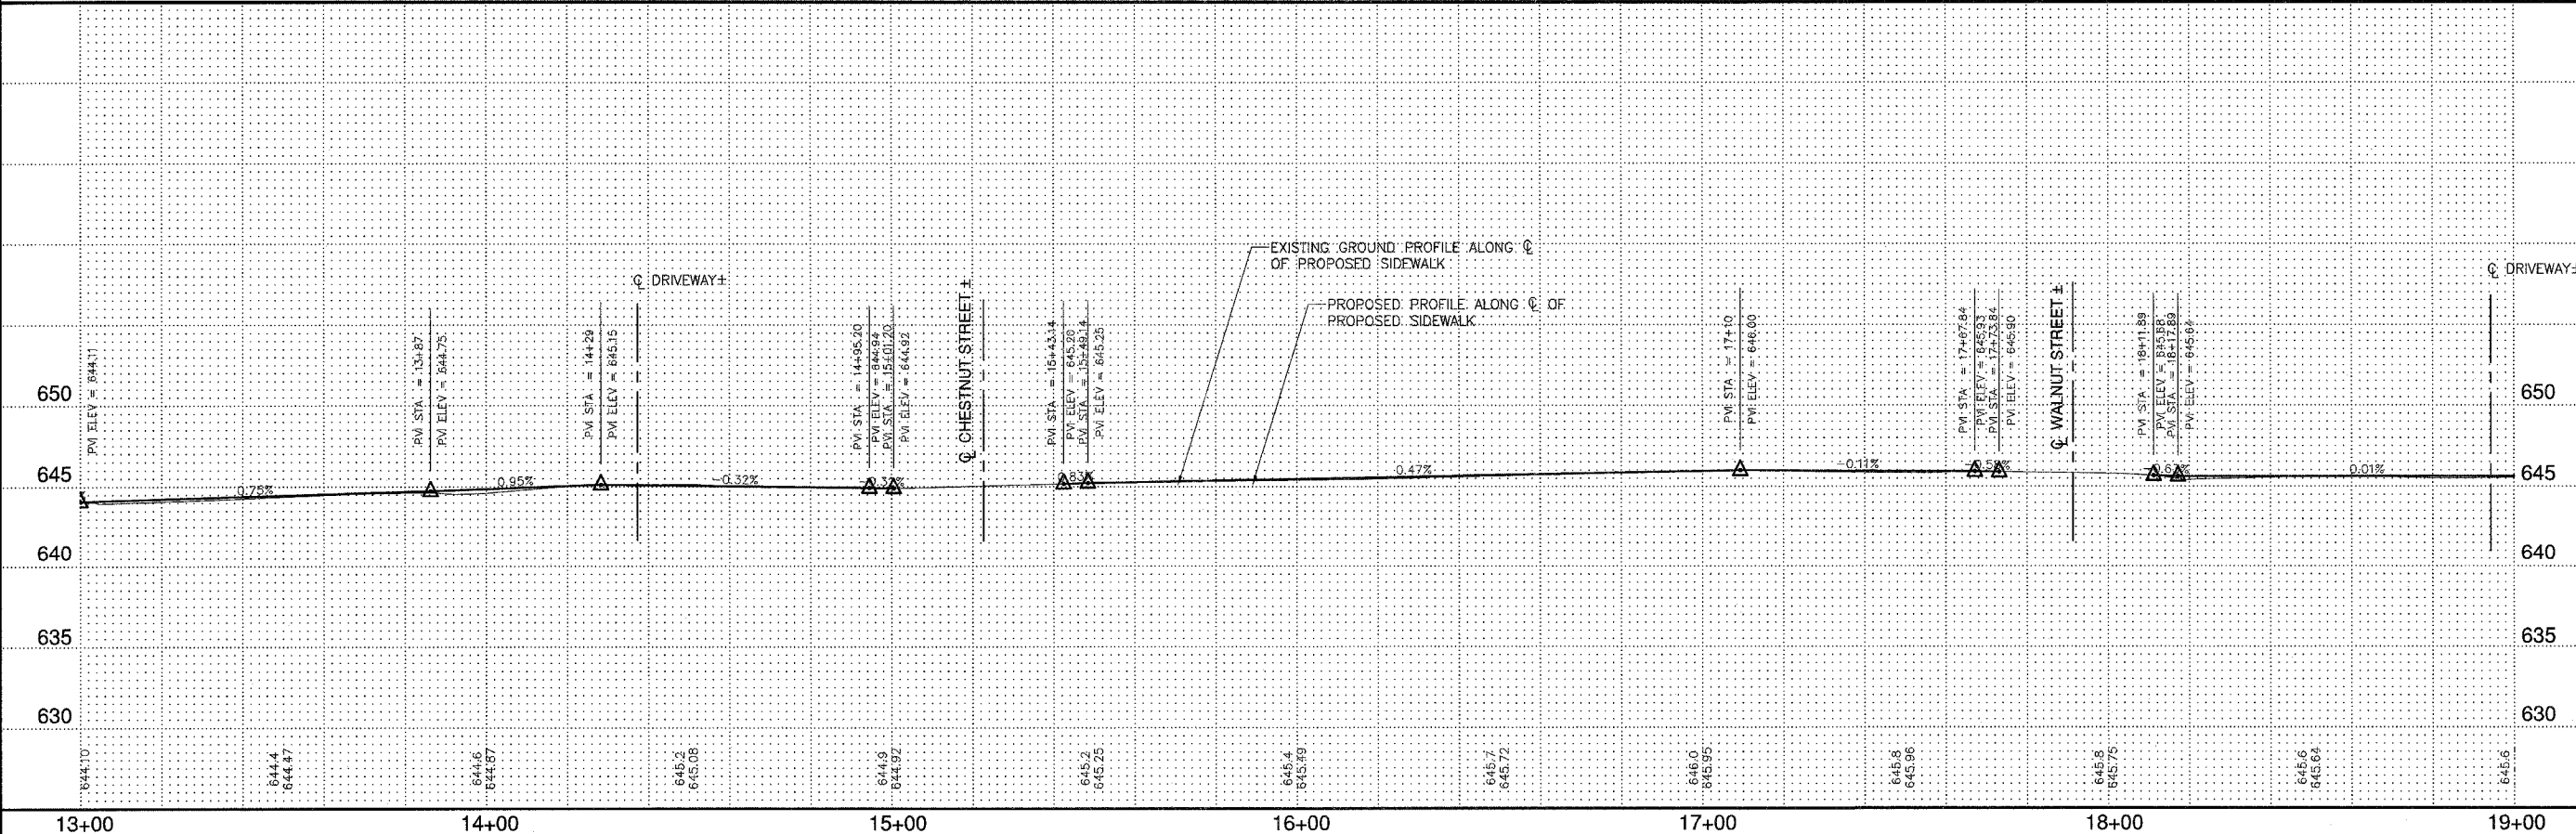 EXISTING GROUND PROFILE ALONG ℄
OF PROPOSED SIDEWALK
PROPOSED PROFILE ALONG ℄ OF
PROPOSED SIDEWALK
℄ DRIVEWAY±
℄ DRIVEWAY±
℄ CHESTNUT STREET ±
℄ WALNUT STREET ±
PVI ELEV = 644.11
PVI STA = 13+87
PVI ELEV = 644.75
PVI STA = 14+29
PVI ELEV = 645.15
PVI STA = 14+95.20
PVI ELEV = 644.94
PVI STA = 15+01.20
PVI ELEV = 644.92
PVI STA = 15+43.14
PVI ELEV = 645.20
PVI STA = 15+49.14
PVI ELEV = 645.25
PVI STA = 17+10
PVI ELEV = 646.00
PVI STA = 17+67.84
PVI ELEV = 645.93
PVI STA = 17+73.84
PVI ELEV = 645.90
PVI STA = 18+11.89
PVI ELEV = 645.68
PVI STA = 18+17.89
PVI ELEV = 645.64
0.75%
0.95%
-0.32%
0.47%
-0.11%
0.01%
650
645
640
635
630
650
645
640
635
630
644.10
644.4
644.47
644.6
644.87
645.2
645.08
644.9
644.92
645.2
645.25
645.4
645.49
645.7
645.72
646.0
645.95
645.8
645.96
645.8
645.75
645.6
645.64
645.6
13+00
14+00
15+00
16+00
17+00
18+00
19+00